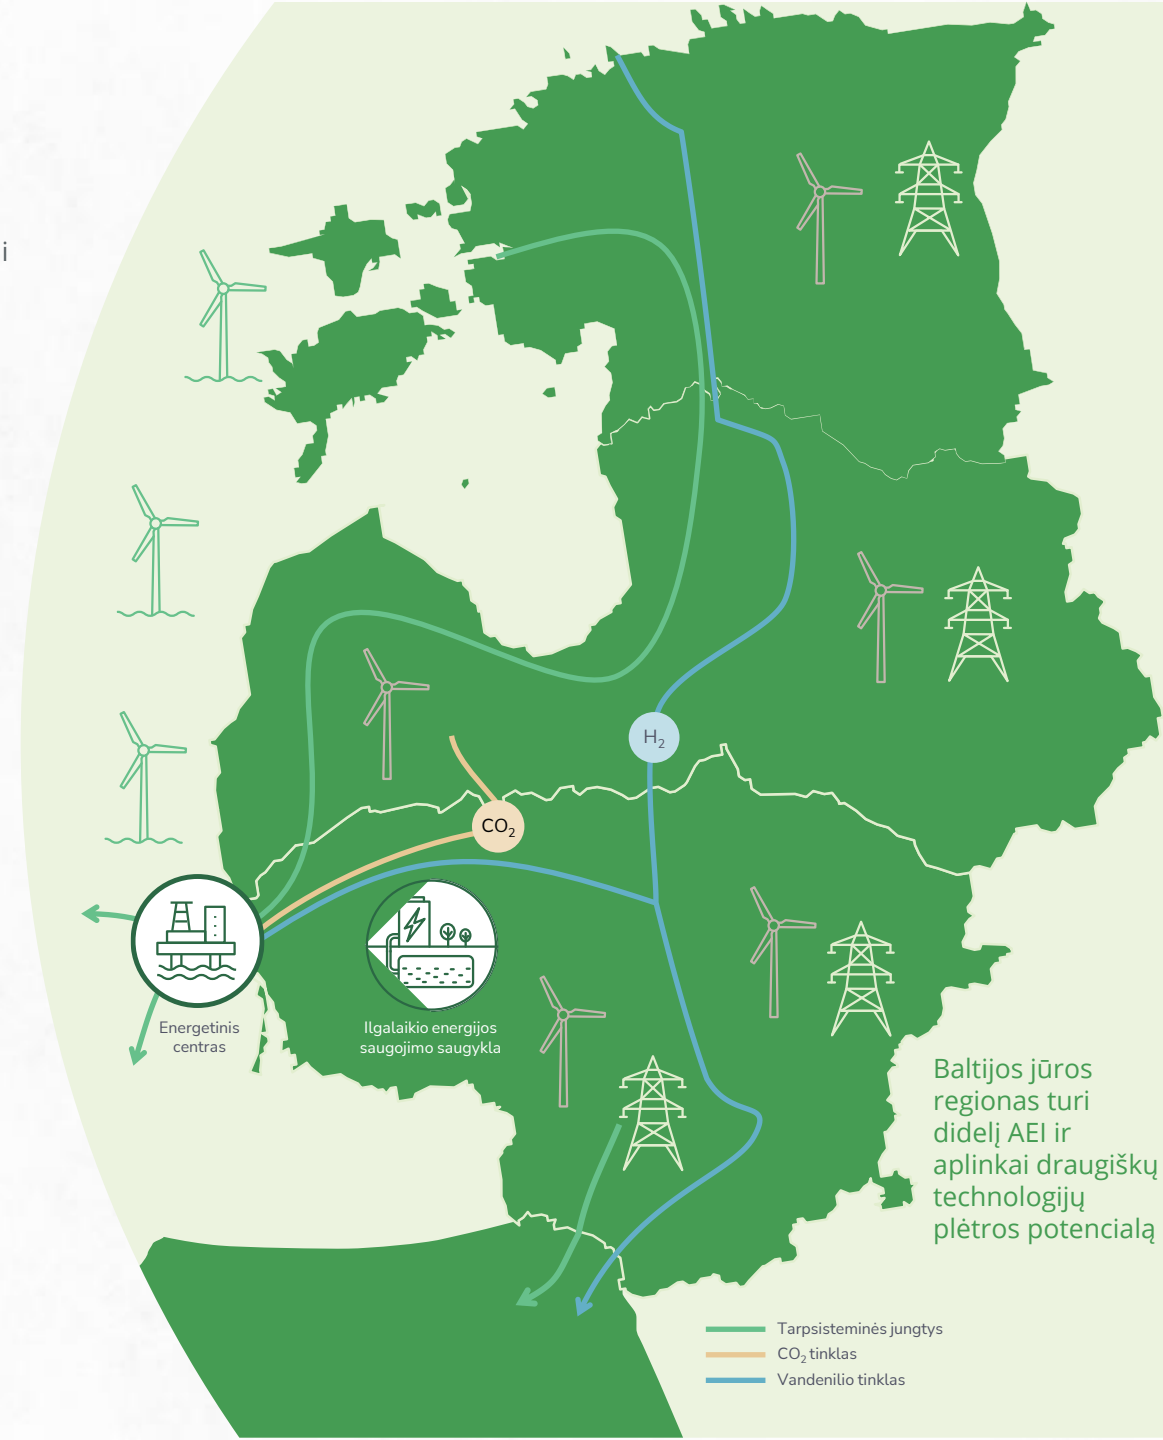 i
H2
CO2
Energetinis
centras
Ilgalaikio energijos
saugojimo saugykla
Baltijos jūros
regionas turi
didelį AEI ir
aplinkai draugiškų
technologijų
plėtros potencialą
Tarpsisteminės jungtys
CO2 tinklas
Vandenilio tinklas